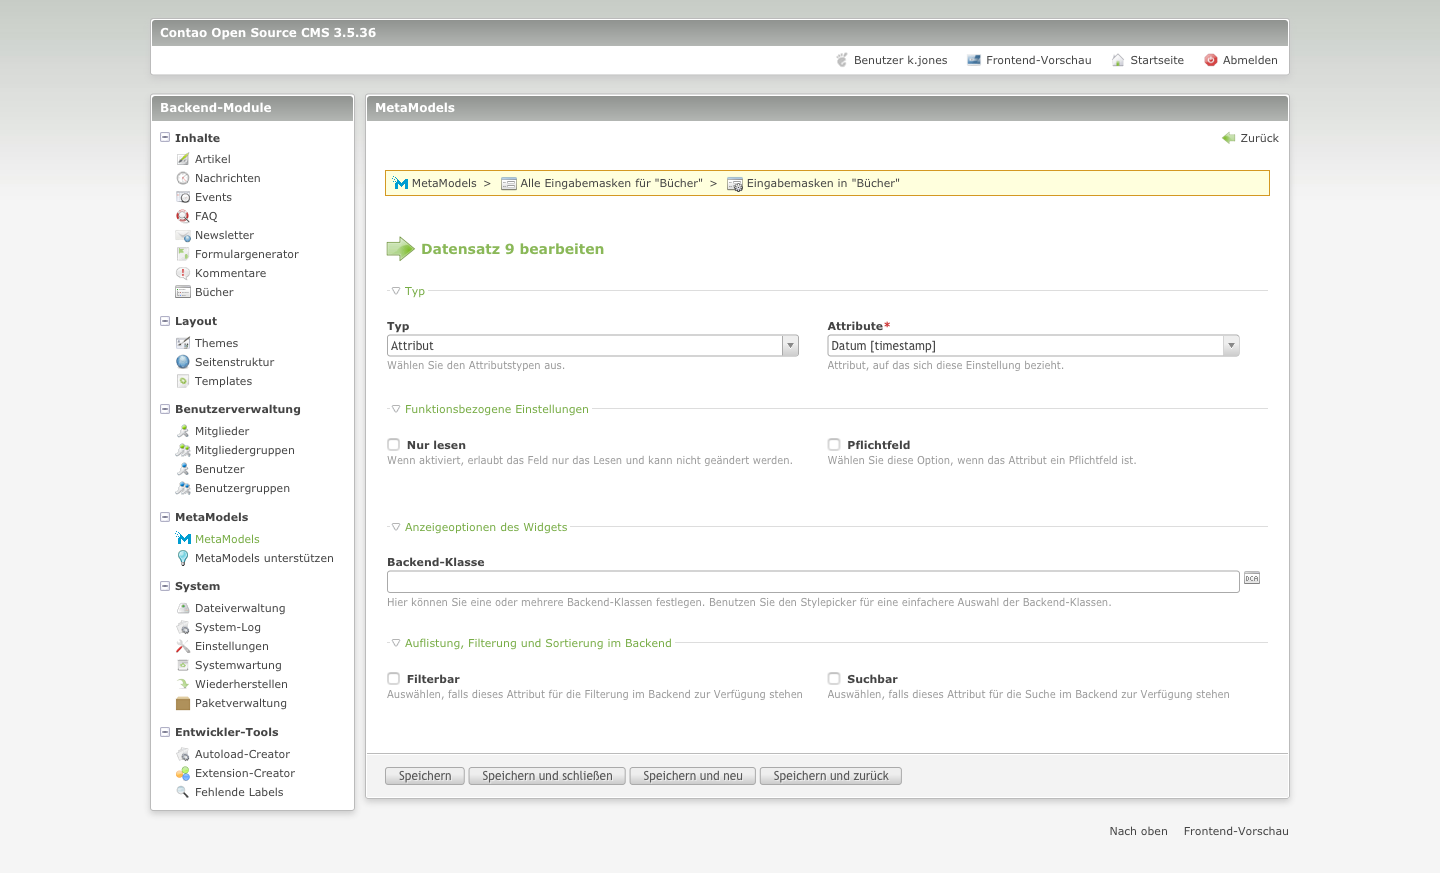 Contao Open Source CMS 3.5.36
Benutzer k.jones Frontend-Vorschau Startseite Abmelden
Backend-Module
Inhalte
Artikel
Nachrichten
Events
FAQ
Newsletter
Formulargenerator
Kommentare
Bücher
Layout
Themes
Seitenstruktur
Templates
Benutzerverwaltung
Mitglieder
Mitgliedergruppen
Benutzer
Benutzergruppen
MetaModels
MetaModels
MetaModels unterstützen
System
Dateiverwaltung
System-Log
Einstellungen
Systemwartung
Wiederherstellen
Paketverwaltung
Entwickler-Tools
Autoload-Creator
Extension-Creator
Fehlende Labels
MetaModels
Zurück
MetaModels > Alle Eingabemasken für "Bücher" > Eingabemasken in "Bücher"
Datensatz 9 bearbeiten
Typ
Typ
Attribut
Wählen Sie den Attributstypen aus.
Attribute*
Datum [timestamp]
Attribut, auf das sich diese Einstellung bezieht.
Funktionsbezogene Einstellungen
Nur lesen
Wenn aktiviert, erlaubt das Feld nur das Lesen und kann nicht geändert werden.
Pflichtfeld
Wählen Sie diese Option, wenn das Attribut ein Pflichtfeld ist.
Anzeigeoptionen des Widgets
Backend-Klasse
DCA
Hier können Sie eine oder mehrere Backend-Klassen festlegen. Benutzen Sie den Stylepicker für eine einfachere Auswahl der Backend-Klassen.
Auflistung, Filterung und Sortierung im Backend
Filterbar
Auswählen, falls dieses Attribut für die Filterung im Backend zur Verfügung stehen
Suchbar
Auswählen, falls dieses Attribut für die Suche im Backend zur Verfügung stehen
Speichern Speichern und schließen Speichern und neu Speichern und zurück
Nach oben Frontend-Vorschau